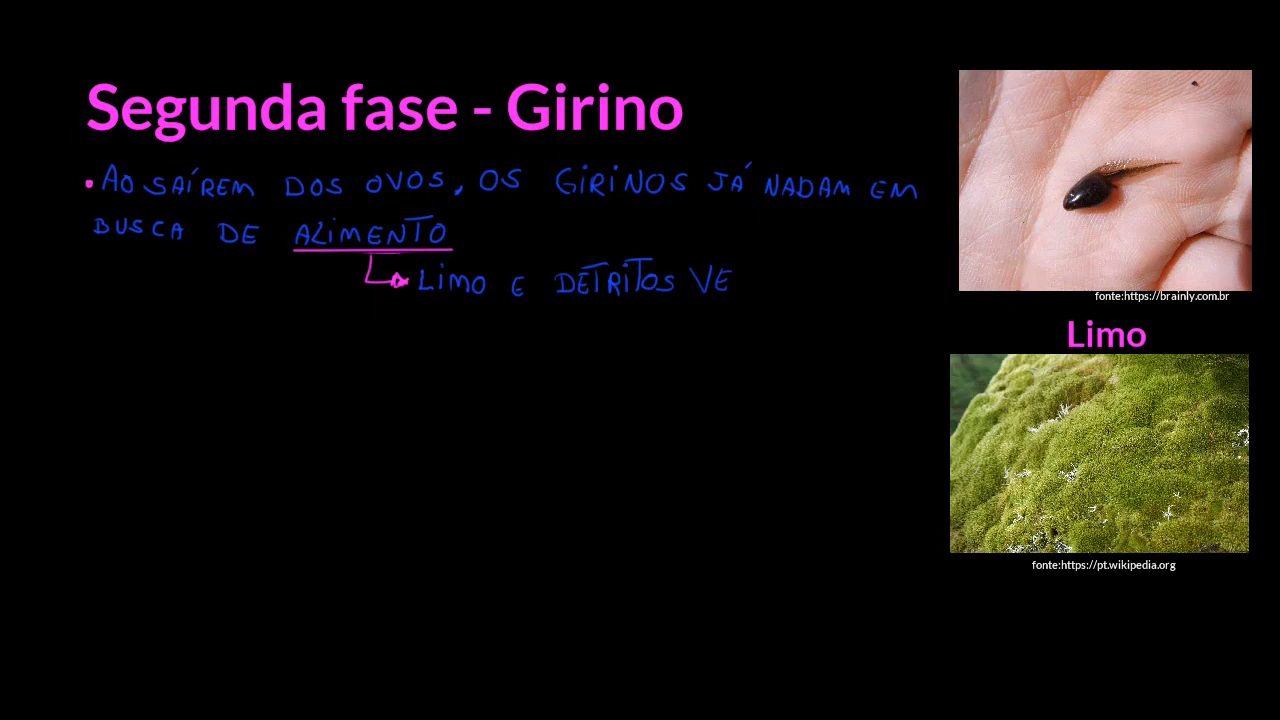 Segunda fase - Girino
• AO SAÍREM DOS OVOS, OS GIRINOS JÁ NADAM EM
BUSCA DE ALIMENTO
LIMO E DETRITOS VE
fonte:https://brainly.com.br
Limo
fonte:https://pt.wikipedia.org